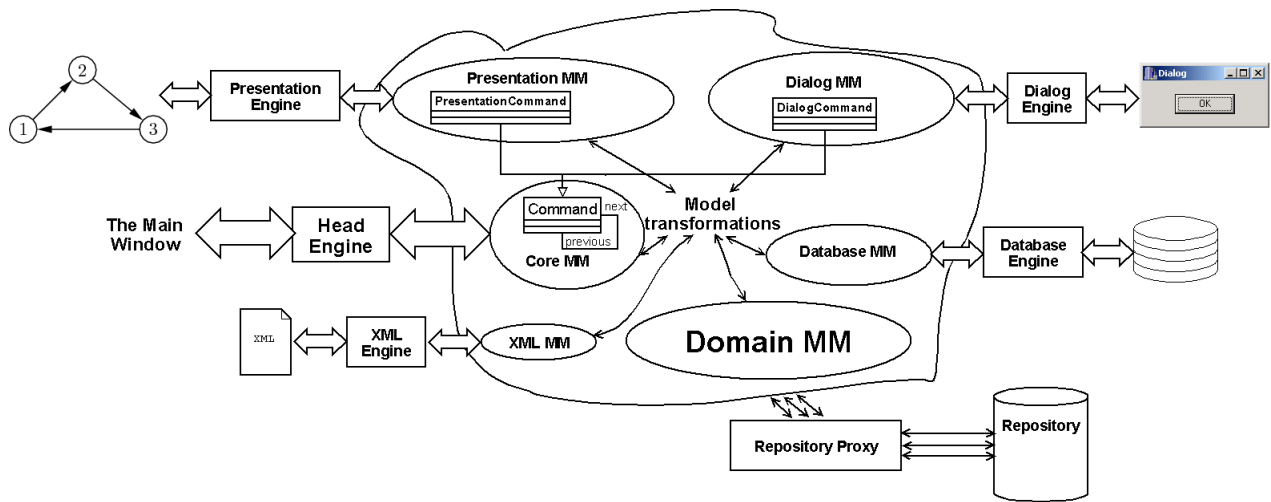 2
1
3
Presentation
Engine
Presentation MM
PresentationCommand
Dialog MM
DialogCommand
Dialog
Engine
Dialog
OK
The Main
Window
Head
Engine
Command
next
previous
Core MM
Model
transformations
Database MM
Database
Engine
XML
XML
Engine
XML MM
Domain MM
Repository Proxy
Repository